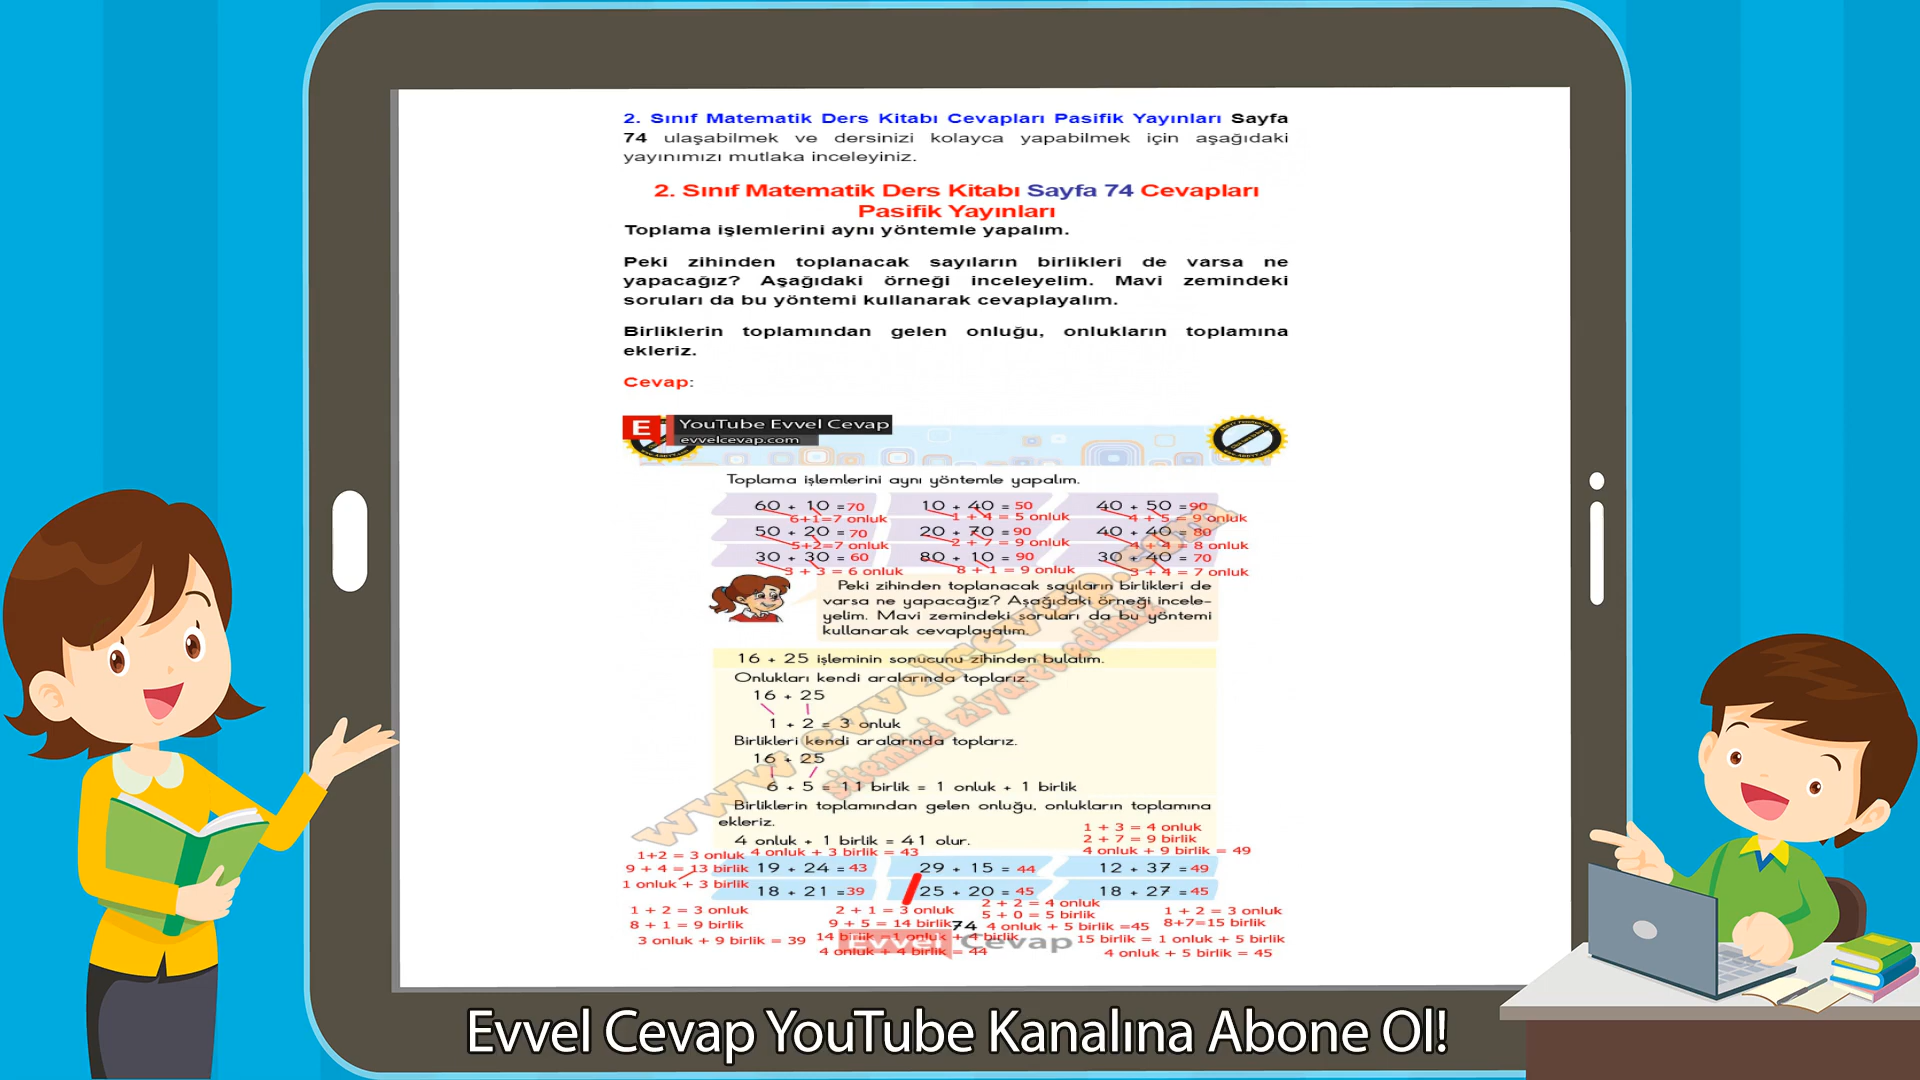 2. Sınıf Matematik Ders Kitabı Cevapları Pasifik Yayınları Sayfa
74 ulaşabilmek ve dersinizi kolayca yapabilmek için aşağıdaki
yayınımızı mutlaka inceleyiniz.
2. Sınıf Matematik Ders Kitabı Sayfa 74 Cevapları
Pasifik Yayınları
Toplama işlemlerini aynı yöntemle yapalım.
Peki zihinden toplanacak sayıların birlikleri de varsa ne
yapacağız? Aşağıdaki örneği inceleyelim. Mavi zemindeki
soruları da bu yöntemi kullanarak cevaplayalım.
Birliklerin toplamından gelen onluğu, onlukların toplamına
ekleriz.
Cevap:
E YouTube Evvel Cevap
evvelcevap.com
Toplama işlemlerini aynı yöntemle yapalım.
60 + 10 = 70 10 + 40 = 50 40 + 50 = 90
6+1=7 onluk 1 + 4 = 5 onluk 4 + 5 = 9 onluk
50 + 20 = 70 20 + 70 = 90 40 + 40 = 80
5+2=7 onluk 2 + 7 = 9 onluk 4 + 4 = 8 onluk
30 + 30 = 60 80 + 10 = 90 30 + 40 = 70
3 + 3 = 6 onluk 8 + 1 = 9 onluk 3 + 4 = 7 onluk
Peki zihinden toplanacak sayıların birlikleri de
varsa ne yapacağız? Aşağıdaki örneği incele-
yelim. Mavi zemindeki soruları da bu yöntemi
kullanarak cevaplayalım.
16 + 25 işleminin sonucunu zihinden bulalım.
Onlukları kendi aralarında toplarız.
16 + 25
1 + 2 = 3 onluk
Birlikleri kendi aralarında toplarız.
16 + 25
6 + 5 = 11 birlik = 1 onluk + 1 birlik
Birliklerin toplamından gelen onluğu, onlukların toplamına
ekleriz.
4 onluk + 1 birlik = 41 olur.
www.evvelcevap.com
sitemizi ziyaret ediniz
1 + 3 = 4 onluk
2 + 7 = 9 birlik
4 onluk + 9 birlik = 49
1+2 = 3 onluk 4 onluk + 3 birlik = 43
9 + 4 = 13 birlik 19 + 24 = 43 29 + 15 = 44 12 + 37 = 49
1 onluk + 3 birlik 18 + 21 = 39 25 + 20 = 45 18 + 27 = 45
1 + 2 = 3 onluk
8 + 1 = 9 birlik
3 onluk + 9 birlik = 39
2 + 1 = 3 onluk
9 + 5 = 14 birlik
14 birlik = 1 onluk + 4 birlik
4 onluk + 4 birlik = 44
2 + 2 = 4 onluk
5 + 0 = 5 birlik
4 onluk + 5 birlik =45
1 + 2 = 3 onluk
8+7=15 birlik
15 birlik = 1 onluk + 5 birlik
4 onluk + 5 birlik = 45
74
Evvel Cevap
Evvel Cevap YouTube Kanalına Abone Ol!